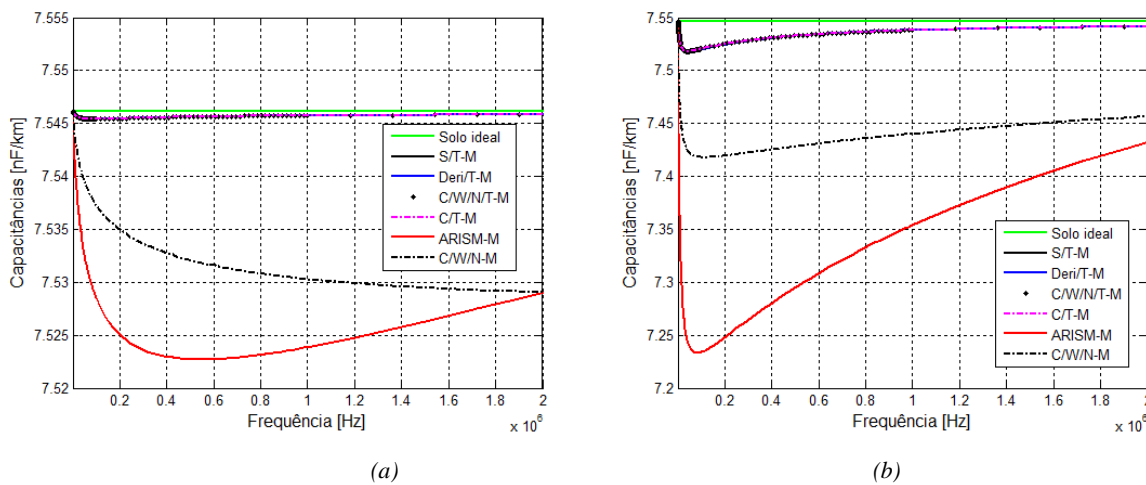 7.555
7.55
7.545
7.54
7.535
7.53
7.525
7.52
Capacitâncias [nF/km]
0.2
0.4
0.6
0.8
1
1.2
1.4
1.6
1.8
2
Frequência [Hz]
x 10⁶
Solo ideal
S/T-M
Deri/T-M
C/W/N/T-M
C/T-M
ARISM-M
C/W/N-M
(a)
7.55
7.5
7.45
7.4
7.35
7.3
7.25
7.2
Capacitâncias [nF/km]
0.2
0.4
0.6
0.8
1
1.2
1.4
1.6
1.8
2
Frequência [Hz]
x 10⁶
Solo ideal
S/T-M
Deri/T-M
C/W/N/T-M
C/T-M
ARISM-M
C/W/N-M
(b)